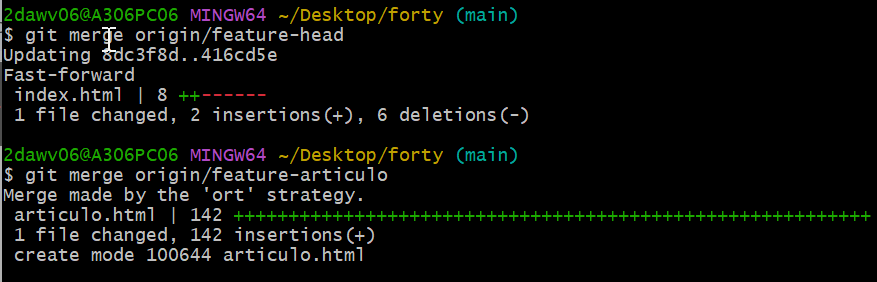 2dawv06@A306PC06 MINGW64 ~/Desktop/forty (main)
$ git merge origin/feature-head
Updating 8dc3f8d..416cd5e
Fast-forward
 index.html | 8 ++------
 1 file changed, 2 insertions(+), 6 deletions(-)

2dawv06@A306PC06 MINGW64 ~/Desktop/forty (main)
$ git merge origin/feature-articulo
Merge made by the 'ort' strategy.
 articulo.html | 142 ++++++++++++++++++++++++++++++++++++++++++++++++++++++++++
 1 file changed, 142 insertions(+)
 create mode 100644 articulo.html